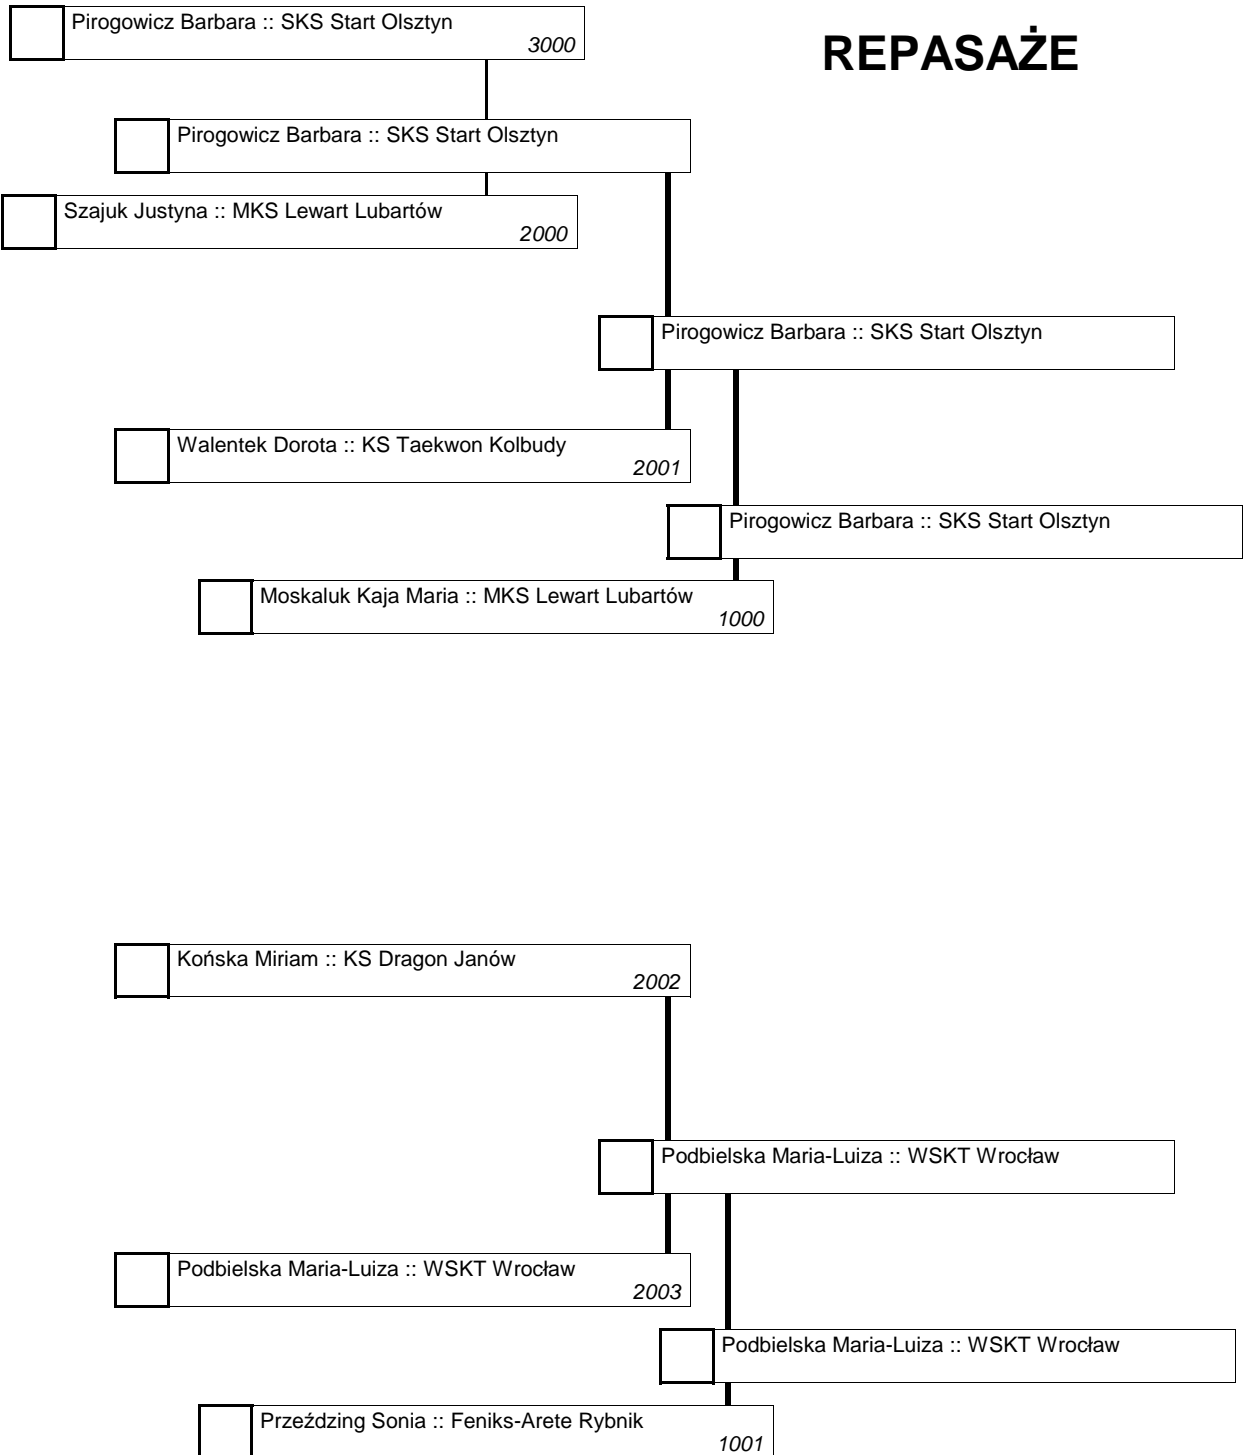 Pirogowicz Barbara :: SKS Start Olsztyn
3000
REPASAŻE
Pirogowicz Barbara :: SKS Start Olsztyn
Szajuk Justyna :: MKS Lewart Lubartów
2000
Pirogowicz Barbara :: SKS Start Olsztyn
Walentek Dorota :: KS Taekwon Kolbudy
2001
Pirogowicz Barbara :: SKS Start Olsztyn
Moskaluk Kaja Maria :: MKS Lewart Lubartów
1000
Końska Miriam :: KS Dragon Janów
2002
Podbielska Maria-Luiza :: WSKT Wrocław
Podbielska Maria-Luiza :: WSKT Wrocław
2003
Podbielska Maria-Luiza :: WSKT Wrocław
Przeździng Sonia :: Feniks-Arete Rybnik
1001